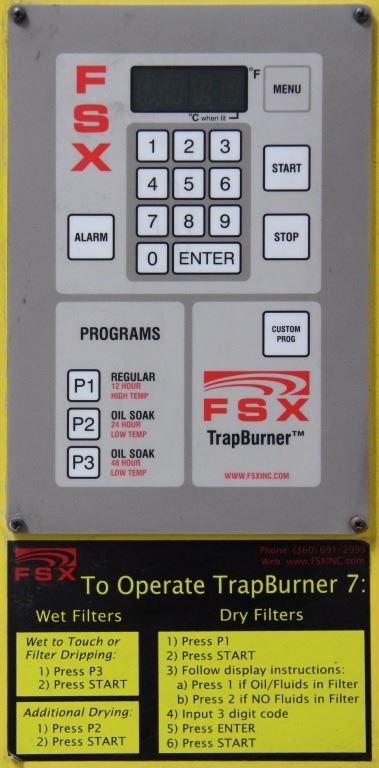 FSX
°F
°C when lit
MENU
1 2 3
START
4 5 6
7 8 9
ALARM
STOP
0 ENTER
PROGRAMS
P1 REGULAR
12 HOUR
HIGH TEMP
P2 OIL SOAK
24 HOUR
LOW TEMP
P3 OIL SOAK
48 HOUR
LOW TEMP
CUSTOM
PROG
FSX
TrapBurner™
WWW.FSXINC.COM
FSX
Phone: (360) 691-2999
Web: www.FSXINC.com
To Operate TrapBurner 7:
Wet Filters
Wet to Touch or
Filter Dripping:
1) Press P3
2) Press START
Additional Drying:
1) Press P2
2) Press START
Dry Filters
1) Press P1
2) Press START
3) Follow display instructions:
a) Press 1 if Oil/Fluids in Filter
b) Press 2 if NO Fluids in Filter
4) Input 3 digit code
5) Press ENTER
6) Press START